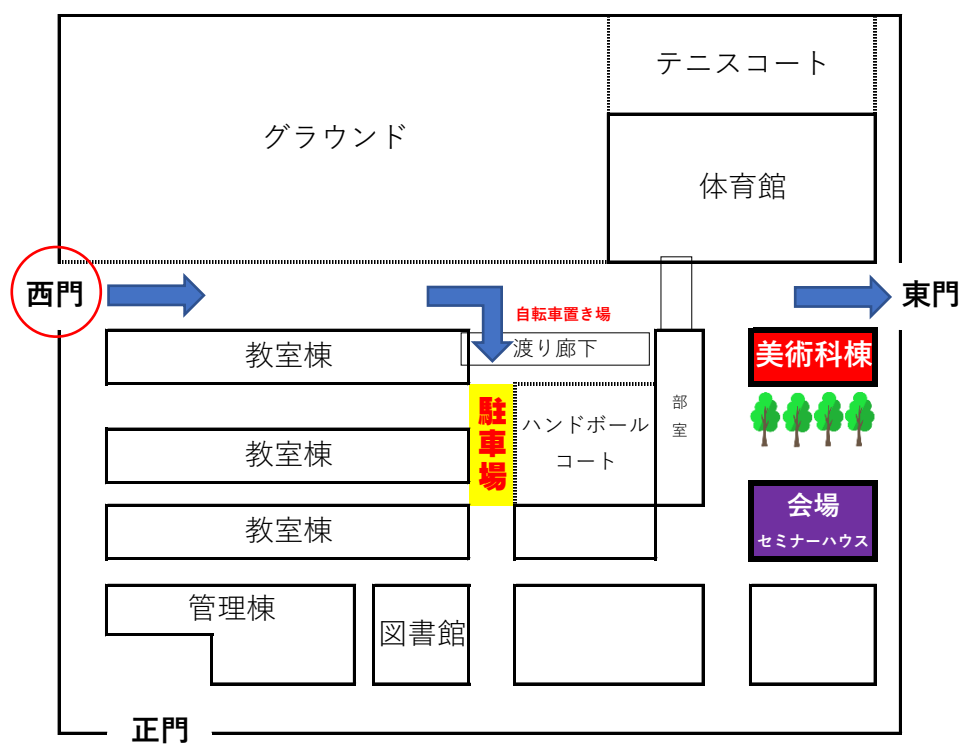 テニスコート
グラウンド
体育館
西門
東門
自転車置き場
渡り廊下
教室棟
美術科棟
駐車場
ハンドボール
コート
部室
教室棟
会場
セミナーハウス
教室棟
管理棟
図書館
正門